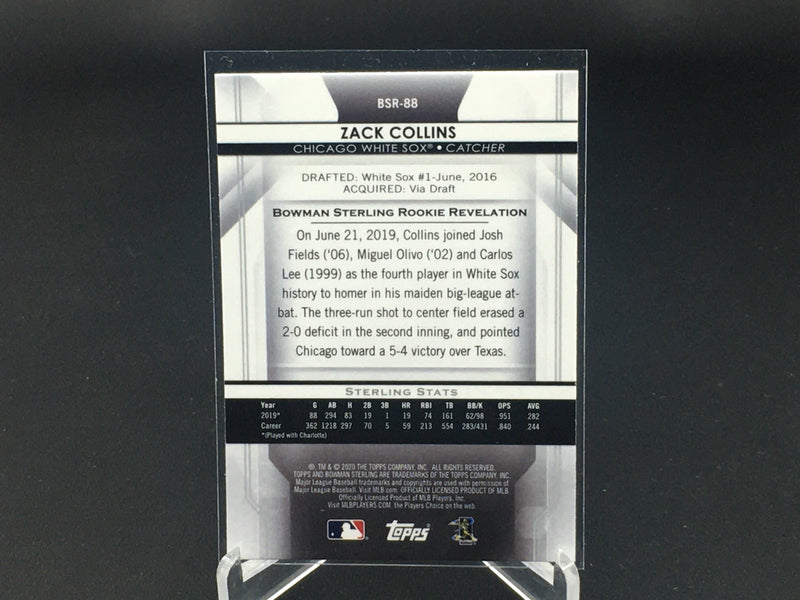 BSR-88
ZACK COLLINS
CHICAGO WHITE SOX® • CATCHER
DRAFTED: White Sox #1-June, 2016
ACQUIRED: Via Draft
BOWMAN STERLING ROOKIE REVELATION
On June 21, 2019, Collins joined Josh
Fields (‘06), Miguel Olivo (‘02) and Carlos
Lee (1999) as the fourth player in White Sox
history to homer in his maiden big-league at-
bat. The three-run shot to center field erased a
2-0 deficit in the second inning, and pointed
Chicago toward a 5-4 victory over Texas.
STERLING STATS
Year G AB H 2B 3B HR RBI TB BB/K OPS AVG
2019* 88 294 83 19 1 19 74 161 62/98 .951 .282
Career 362 1218 297 70 5 59 213 554 283/431 .840 .244
*(Played with Charlotte)
®, TM & © 2020 THE TOPPS COMPANY, INC. ALL RIGHTS RESERVED.
TOPPS AND BOWMAN STERLING ARE TRADEMARKS OF THE TOPPS COMPANY, INC.
Major League Baseball trademarks and copyrights are used with permission of
Major League Baseball. Visit MLB.com. OFFICIALLY LICENSED PRODUCT OF MLB.
Officially Licensed Product of MLB Players, Inc.
Visit MLBPLAYERS.COM, the Players Choice on the web.
Topps